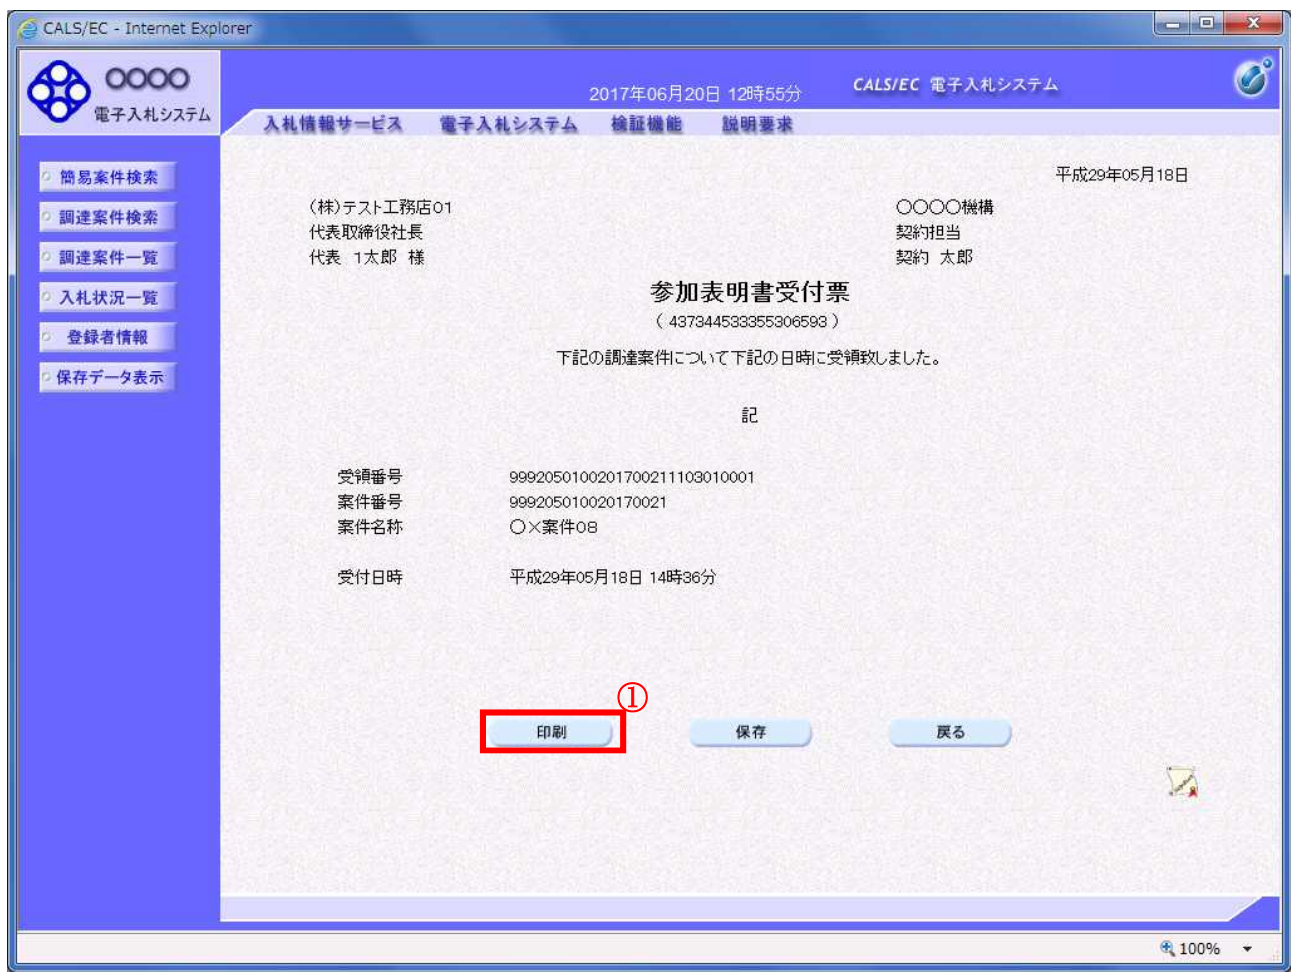 CALS/EC - Internet Explorer
〇〇〇〇
電子入札システム
2017年06月20日 12時55分
CALS/EC 電子入札システム
入札情報サービス 電子入札システム 検証機能 説明要求
簡易案件検索
調達案件検索
調達案件一覧
入札状況一覧
登録者情報
保存データ表示
平成29年05月18日
(株)テスト工務店01
代表取締役社長
代表 1太郎 様
〇〇〇〇機構
契約担当
契約 太郎
参加表明書受付票
( 437344533355306593 )
下記の調達案件について下記の日時に受領致しました。
記
受領番号 99920501002017002111030 10001
案件番号 999205010020170021
案件名称 〇×案件08
受付日時 平成29年05月18日 14時36分
①
印刷 保存 戻る
100%